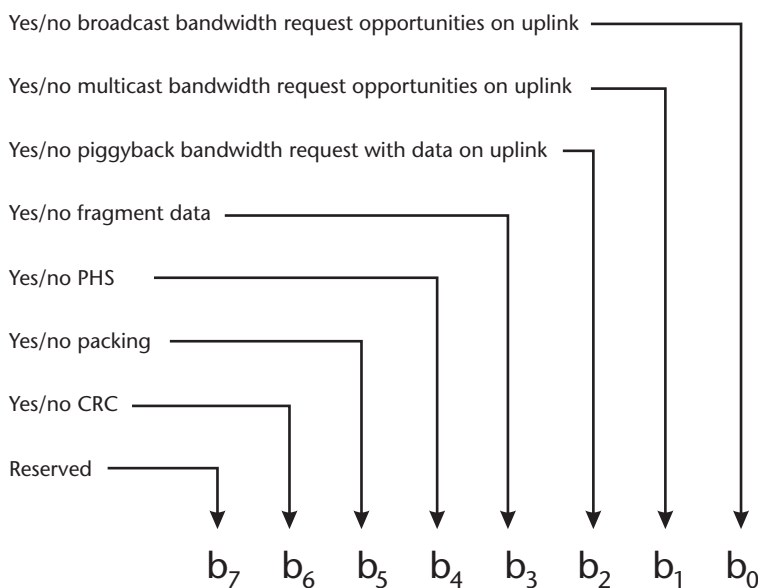 Yes/no broadcast bandwidth request opportunities on uplink
Yes/no multicast bandwidth request opportunities on uplink
Yes/no piggyback bandwidth request with data on uplink
Yes/no fragment data
Yes/no PHS
Yes/no packing
Yes/no CRC
Reserved
b7 b6 b5 b4 b3 b2 b1 b0